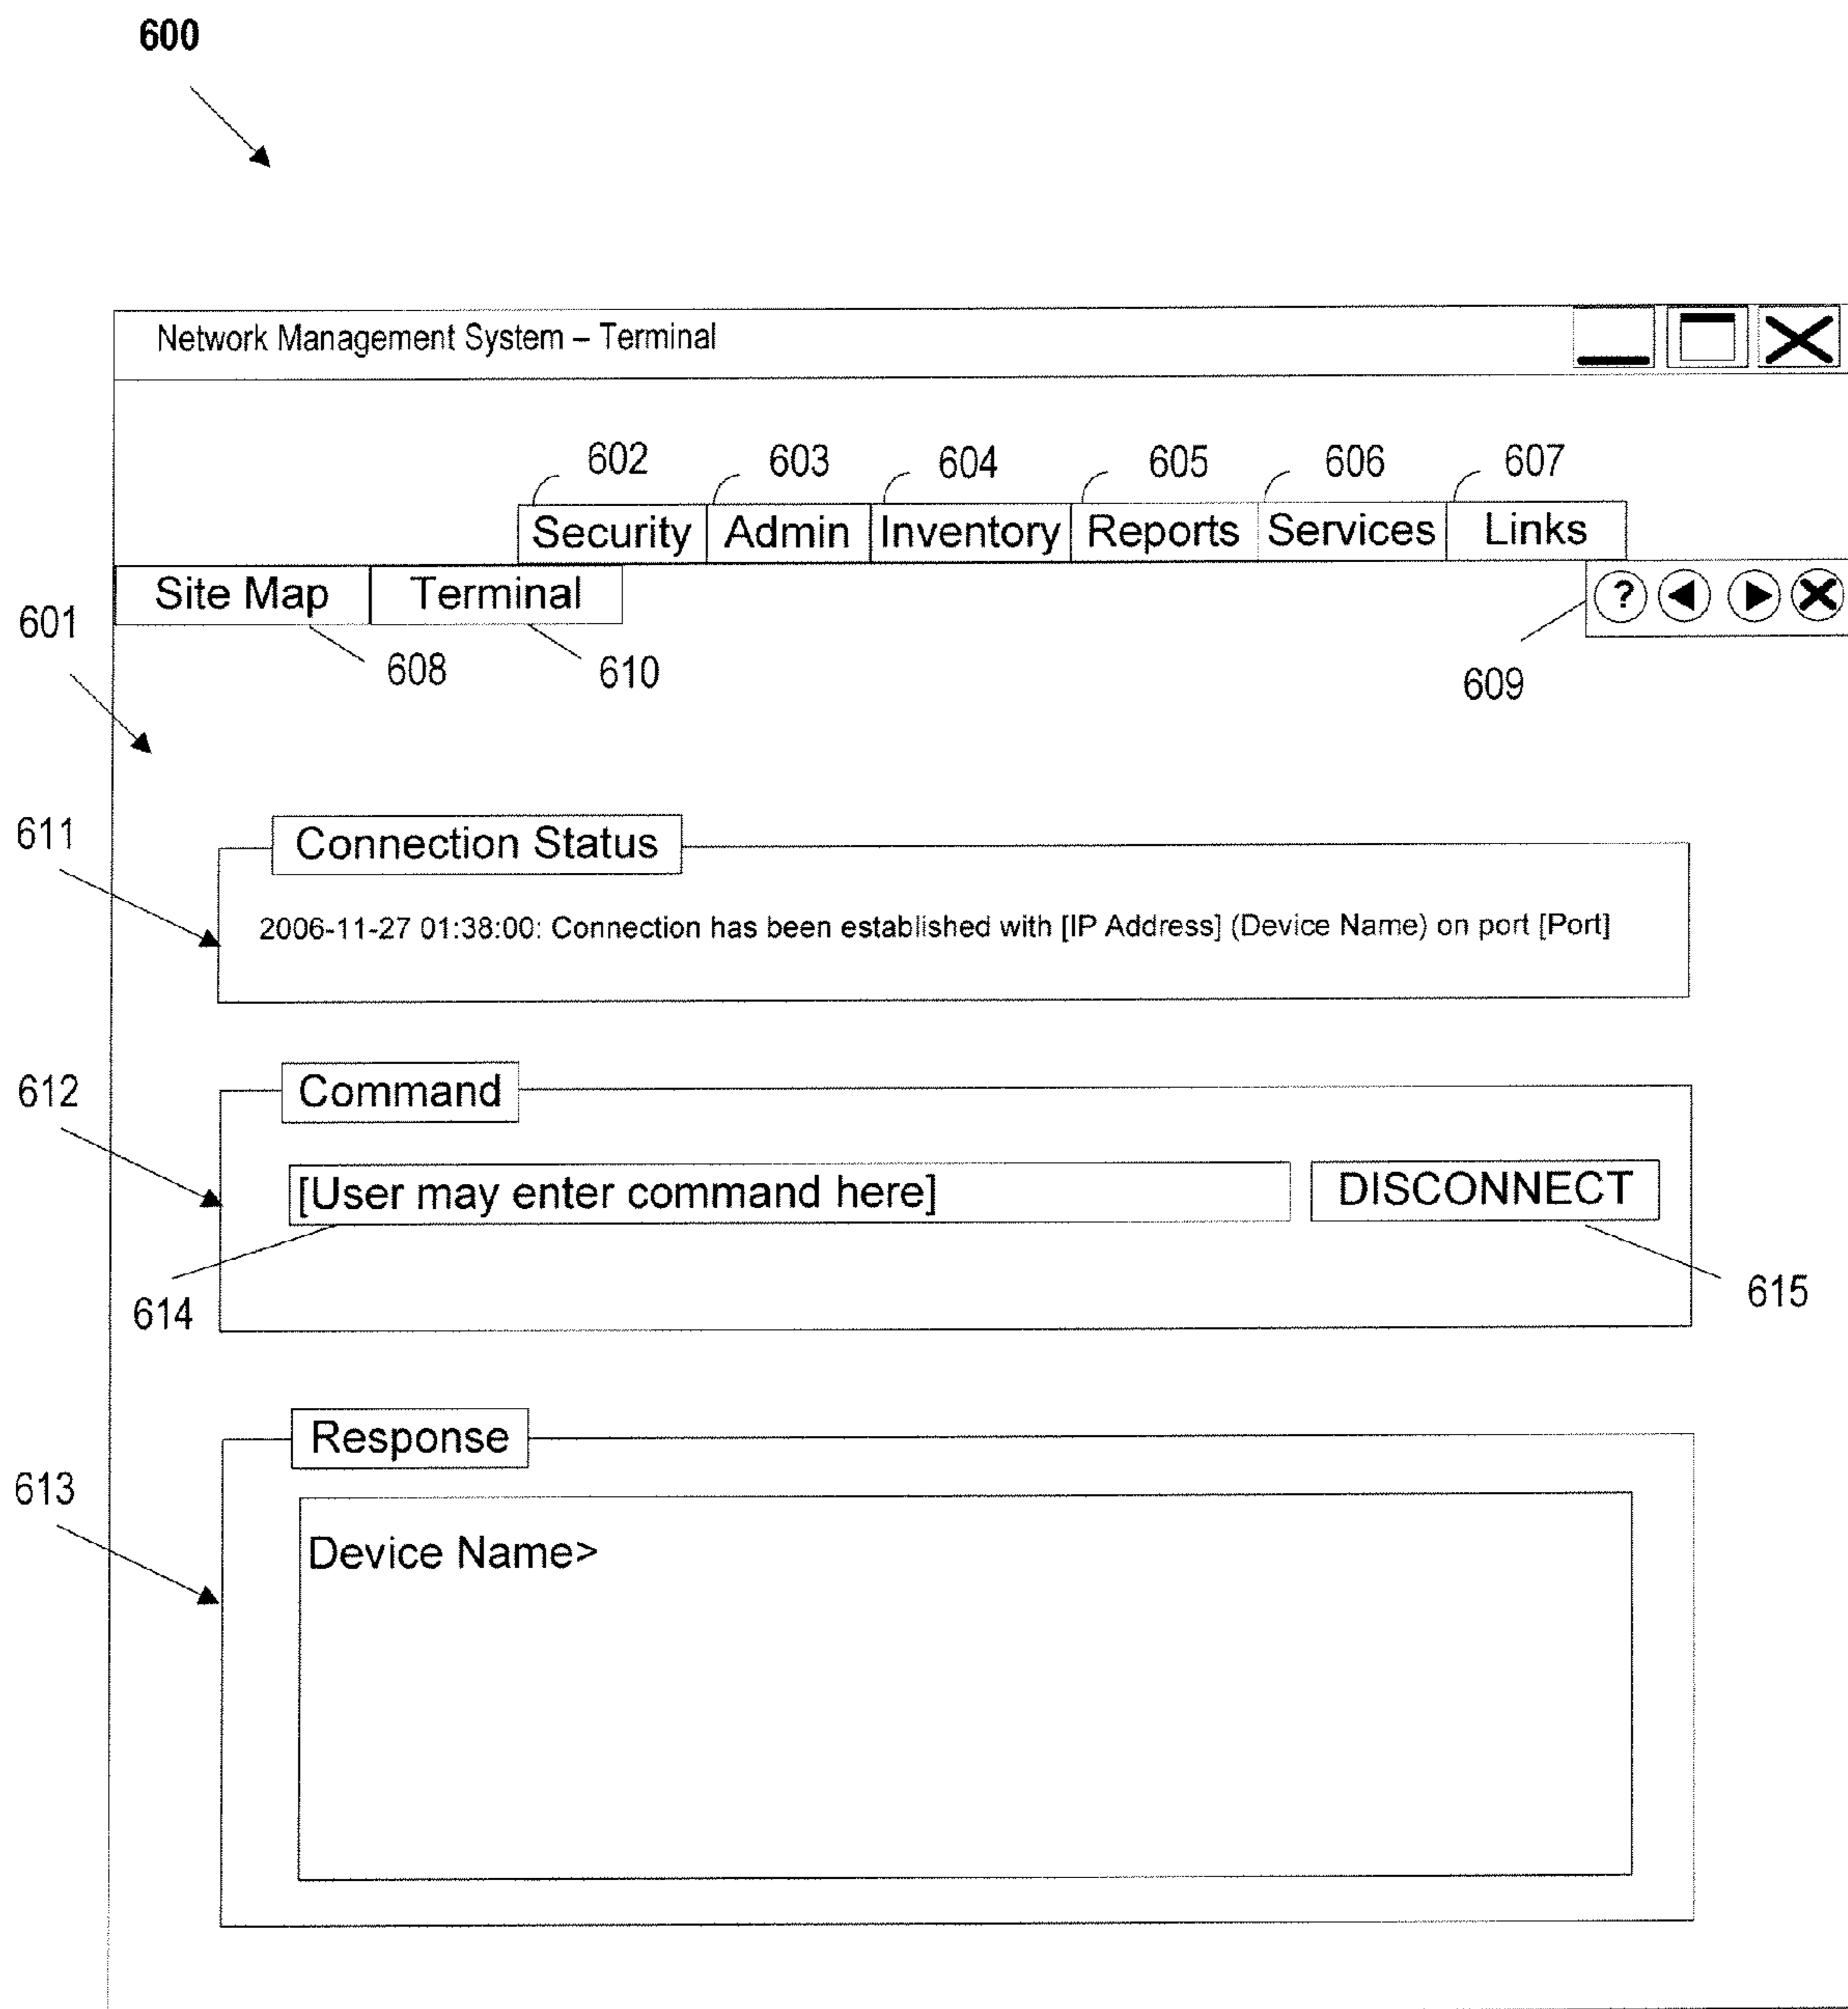 600
Network Management System – Terminal
602 603 604 605 606 607
Security Admin Inventory Reports Services Links
Site Map Terminal ?
601
608 610 609
611
Connection Status
2006-11-27 01:38:00: Connection has been established with [IP Address] (Device Name) on port [Port]
612
Command
[User may enter command here] DISCONNECT
614 615
Response
613
Device Name>